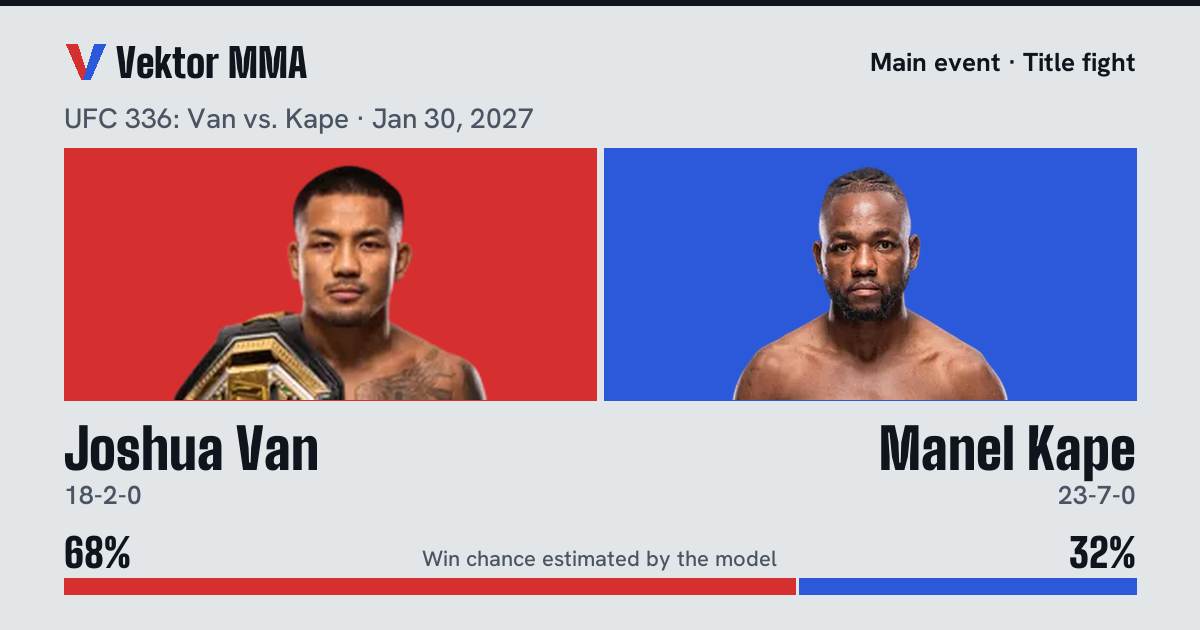 Vektor MMA
Main event · Title fight
UFC 336: Van vs. Kape · Jan 30, 2027
Joshua Van
Manel Kape
18-2-0
23-7-0
68%
Win chance estimated by the model
32%